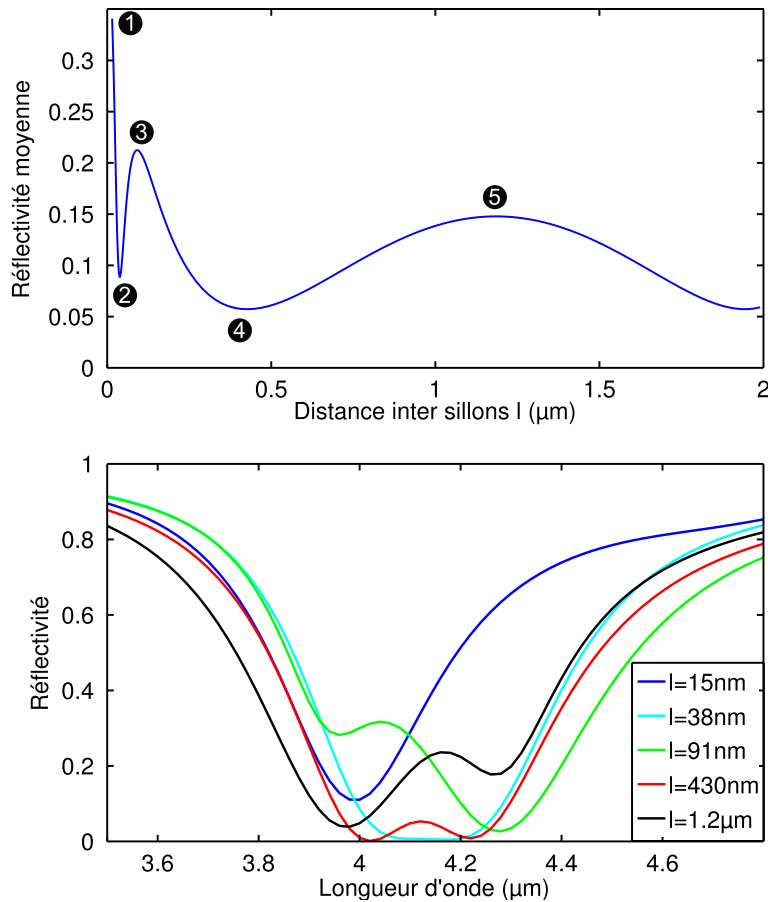 1
2
3
4
5
0.3
0.25
0.2
0.15
0.1
0.05
0
Réflectivité moyenne
0 0.5 1 1.5 2
Distance inter sillons l (μm)
1
0.8
0.6
0.4
0.2
0
Réflectivité
l=15nm
l=38nm
l=91nm
l=430nm
l=1.2μm
3.6 3.8 4 4.2 4.4 4.6
Longueur d'onde (μm)